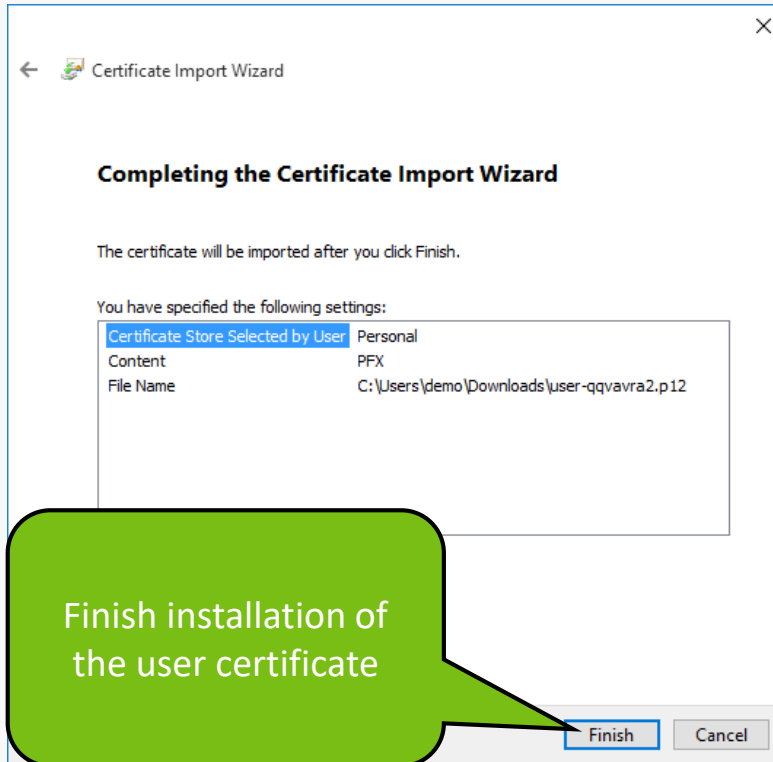 Certificate Import Wizard
Completing the Certificate Import Wizard
The certificate will be imported after you click Finish.
You have specified the following settings:
Certificate Store Selected by User Personal
Content PFX
File Name C:\Users\demo\Downloads\user-qqvavra2.p12
Finish installation of
the user certificate
Finish Cancel